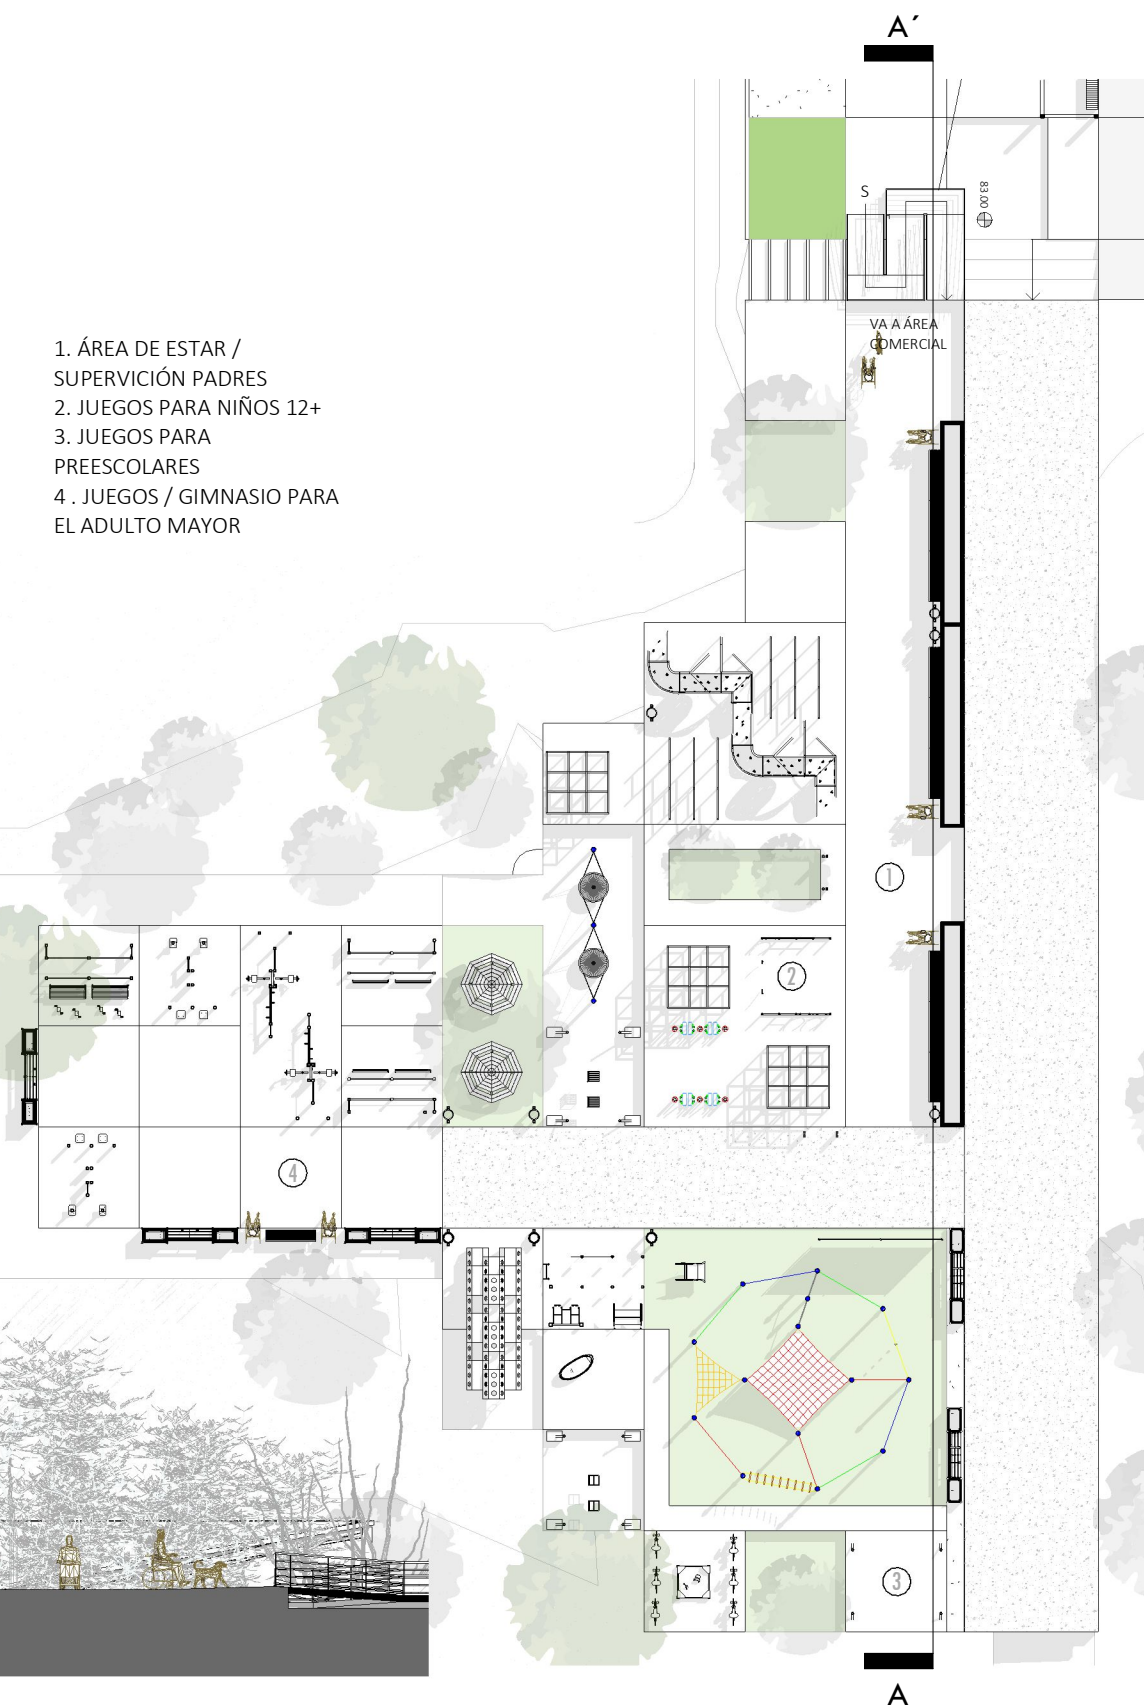 A´
S
83.00
VA A ÁREA
COMERCIAL
1. ÁREA DE ESTAR /
SUPERVICIÓN PADRES
2. JUEGOS PARA NIÑOS 12+
3. JUEGOS PARA
PREESCOLARES
4 . JUEGOS / GIMNASIO PARA
EL ADULTO MAYOR
1
2
4
3
A